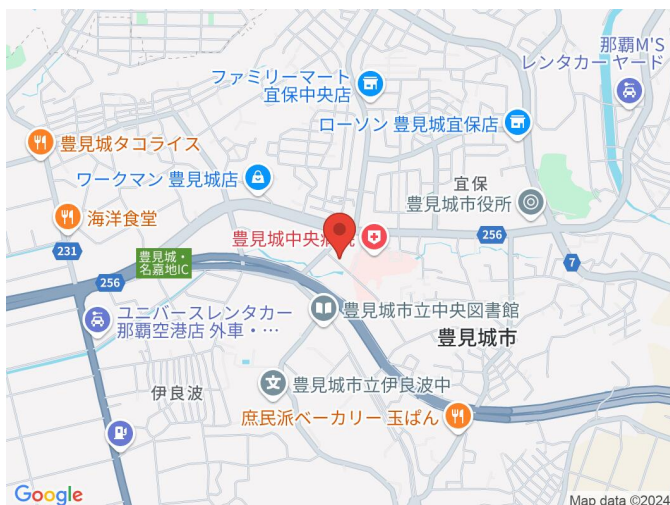 那覇M'S
レンタカー ヤード
ファミリーマート
宜保中央店
ローソン 豊見城宜保店
豊見城タコライス
ワークマン 豊見城店
宜保
豊見城市役所
海洋食堂
豊見城中央病院
256
231
豊見城・
名嘉地IC
7
256
ユニバースレンタカー
那覇空港店 外車・…
豊見城市立中央図書館
豊見城市
伊良波
豊見城市立伊良波中
庶民派ベーカリー 玉ぱん
Google
Map data ©2024